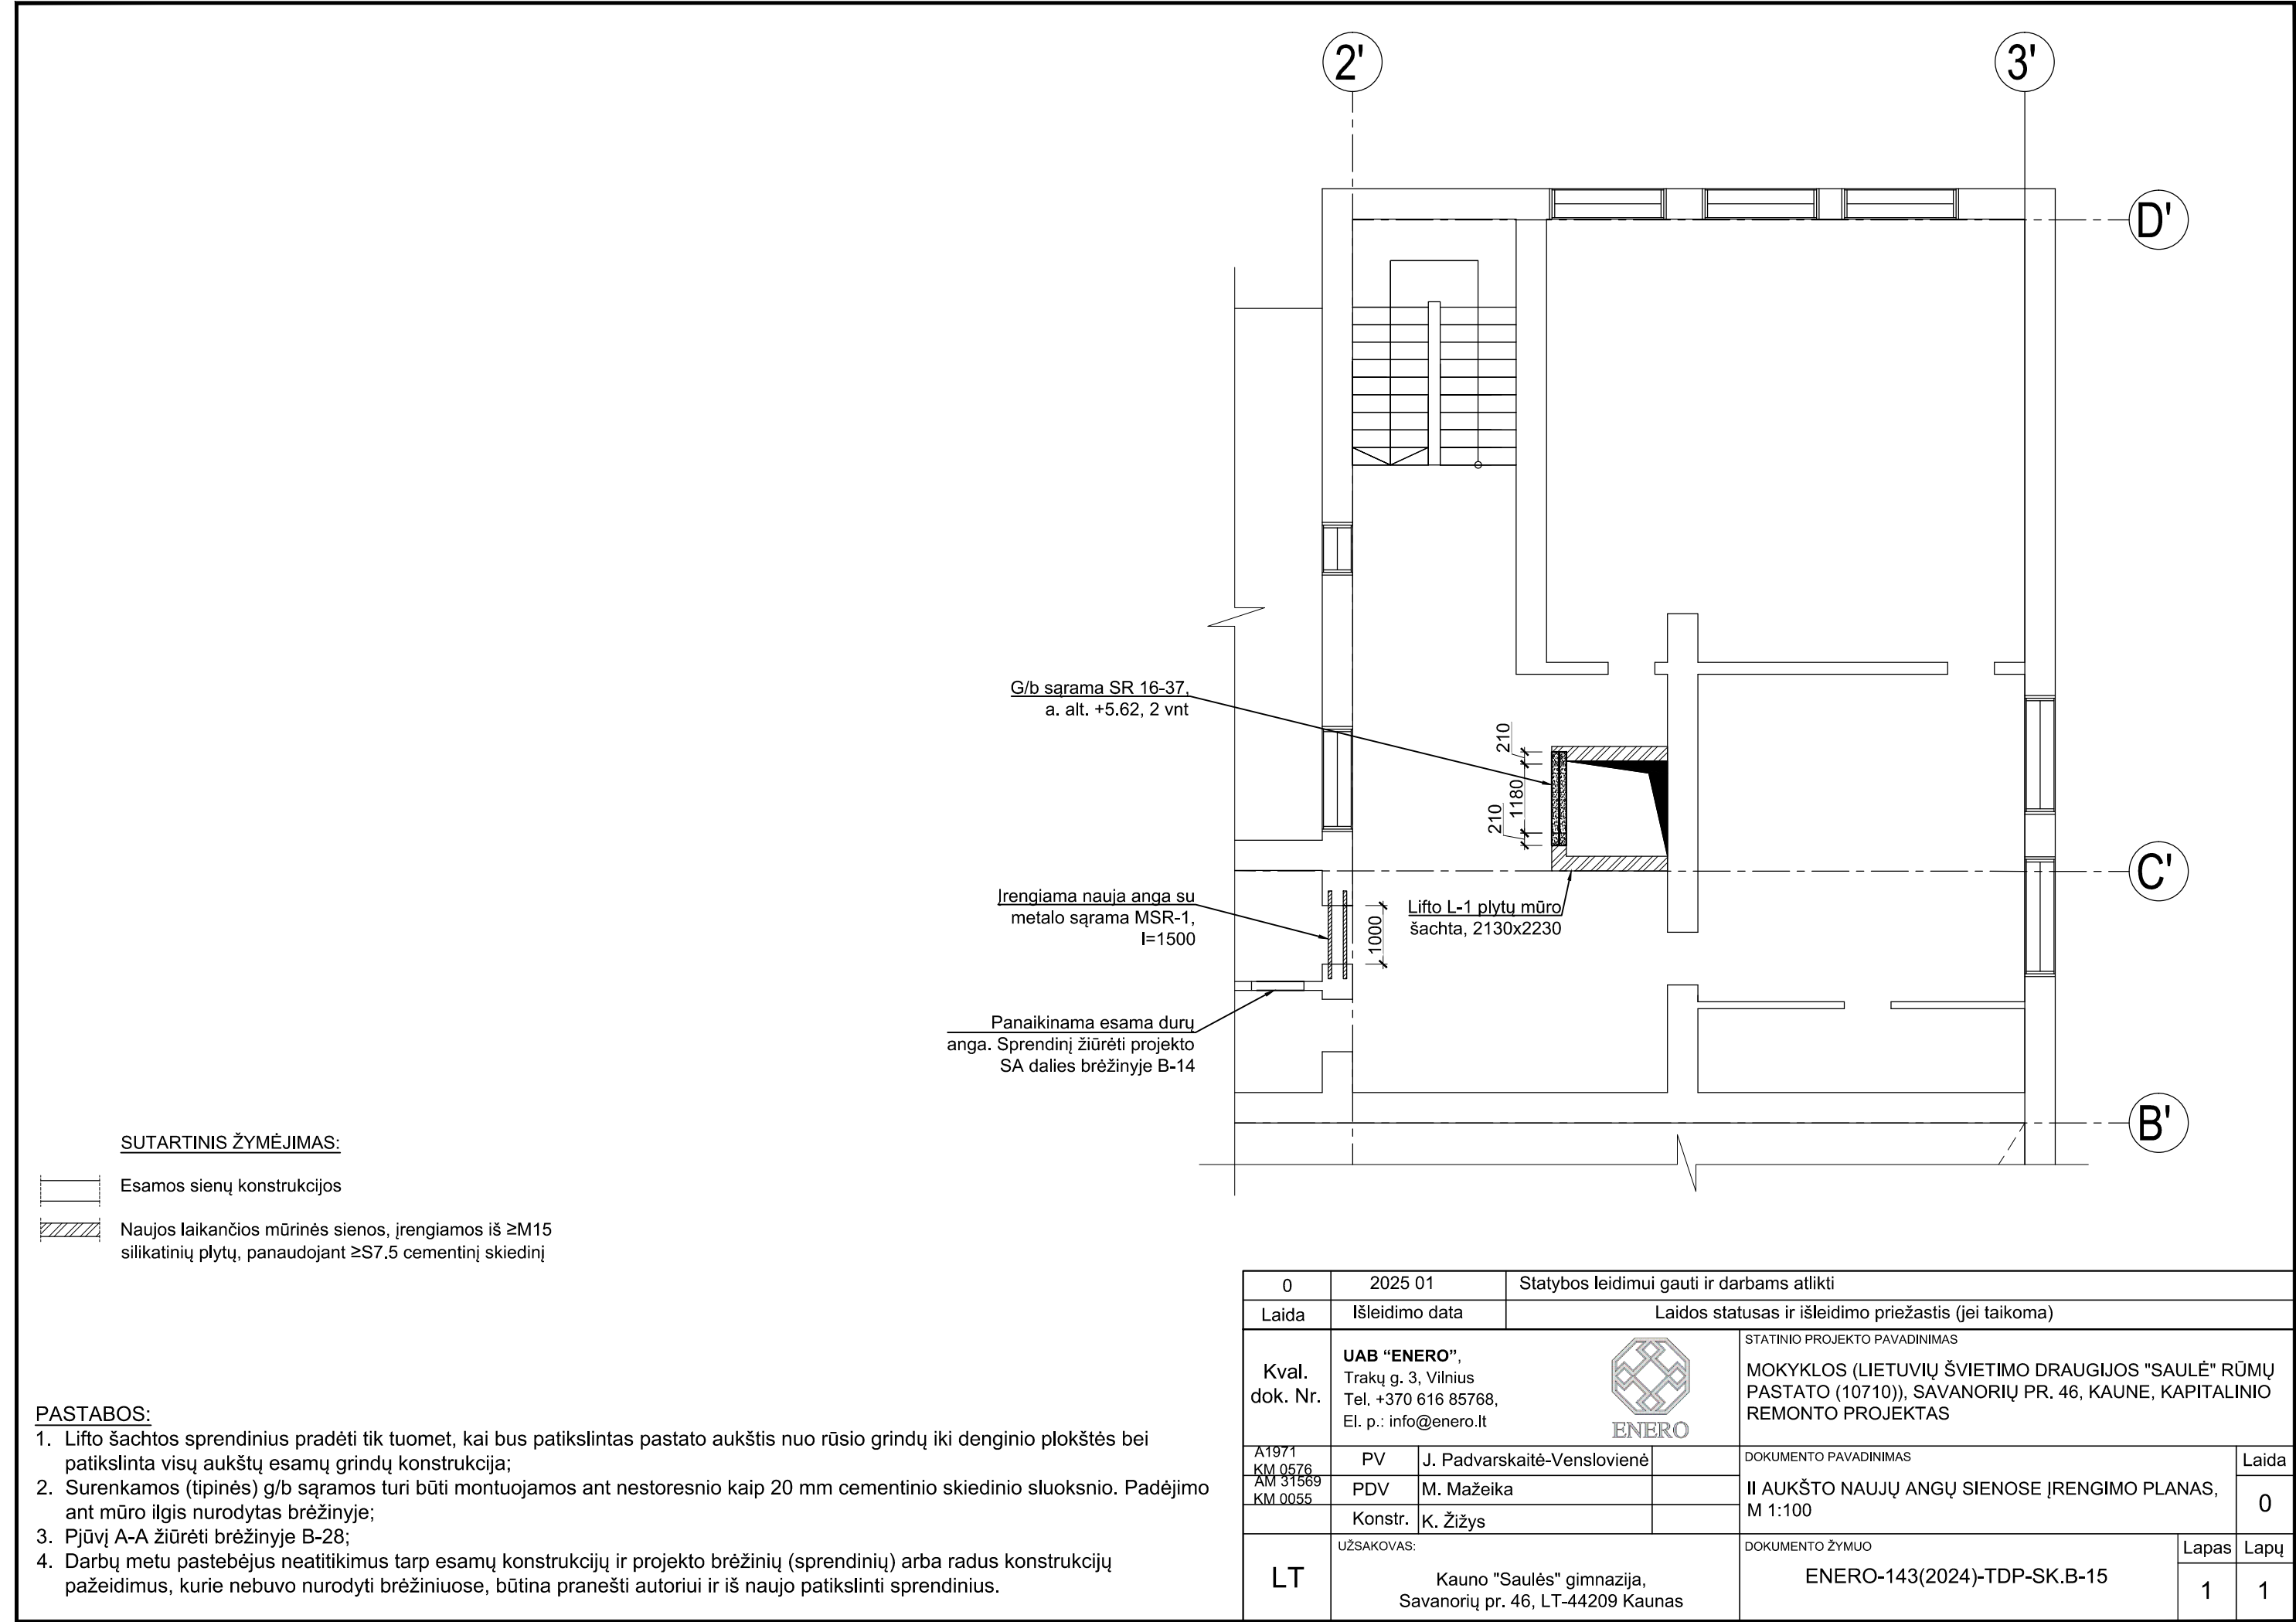 2'
3'
D'
C'
B'
G/b sąrama SR 16-37,
a. alt. +5.62, 2 vnt
210
1180
210
Įrengiama nauja anga su
metalo sąrama MSR-1,
l=1500
1000
Lifto L-1 plytų mūro
šachta, 2130x2230
Panaikinama esama durų
anga. Sprendinį žiūrėti projekto
SA dalies brėžinyje B-14
SUTARTINIS ŽYMĖJIMAS:
Esamos sienų konstrukcijos
Naujos laikančios mūrinės sienos, įrengiamos iš ≥M15
silikatinių plytų, panaudojant ≥S7.5 cementinį skiedinį
PASTABOS:
1. Lifto šachtos sprendinius pradėti tik tuomet, kai bus patikslintas pastato aukštis nuo rūsio grindų iki denginio plokštės bei
patikslinta visų aukštų esamų grindų konstrukcija;
2. Surenkamos (tipinės) g/b sąramos turi būti montuojamos ant nestoresnio kaip 20 mm cementinio skiedinio sluoksnio. Padėjimo
ant mūro ilgis nurodytas brėžinyje;
3. Pjūvį A-A žiūrėti brėžinyje B-28;
4. Darbų metu pastebėjus neatitikimus tarp esamų konstrukcijų ir projekto brėžinių (sprendinių) arba radus konstrukcijų
pažeidimus, kurie nebuvo nurodyti brėžiniuose, būtina pranešti autoriui ir iš naujo patikslinti sprendinius.
0
2025 01
Statybos leidimui gauti ir darbams atlikti
Laida
Išleidimo data
Laidos statusas ir išleidimo priežastis (jei taikoma)
Kval.
dok. Nr.
UAB “ENERO”,
Trakų g. 3, Vilnius
Tel. +370 616 85768,
El. p.: info@enero.lt
ENERO
STATINIO PROJEKTO PAVADINIMAS
MOKYKLOS (LIETUVIŲ ŠVIETIMO DRAUGIJOS "SAULĖ" RŪMŲ
PASTATO (10710)), SAVANORIŲ PR. 46, KAUNE, KAPITALINIO
REMONTO PROJEKTAS
A1971
KM 0576
PV
J. Padvarskaitė-Venslovienė
AM 31569
KM 0055
PDV
M. Mažeika
Konstr.
K. Žižys
DOKUMENTO PAVADINIMAS
II AUKŠTO NAUJŲ ANGŲ SIENOSE ĮRENGIMO PLANAS,
M 1:100
Laida
0
LT
UŽSAKOVAS:
Kauno "Saulės" gimnazija,
Savanorių pr. 46, LT-44209 Kaunas
DOKUMENTO ŽYMUO
ENERO-143(2024)-TDP-SK.B-15
Lapas
Lapų
1
1